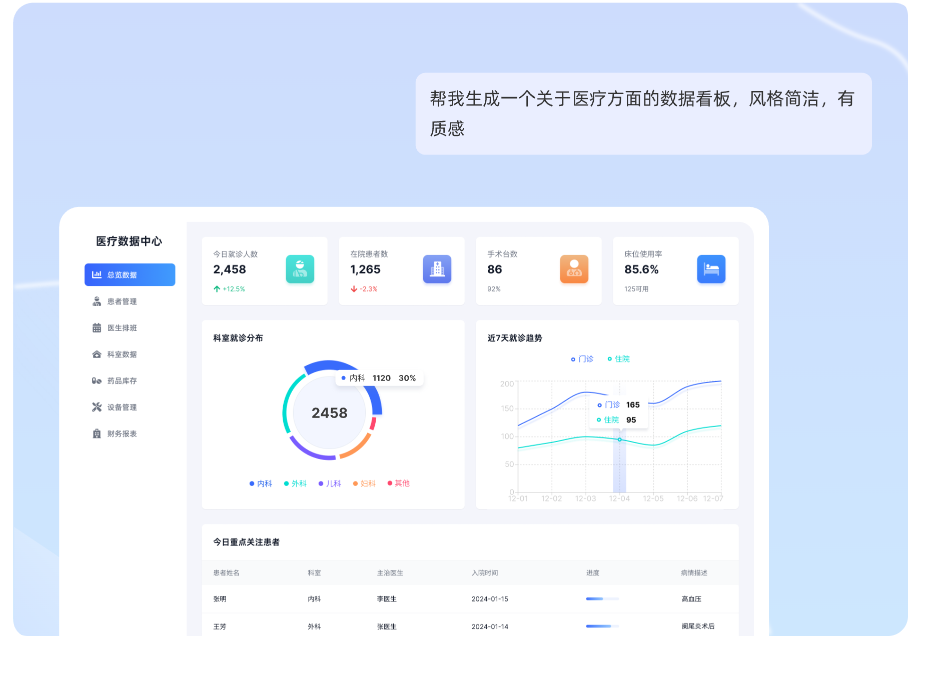 帮我生成一个关于医疗方面的数据看板，风格简洁，有
质感
医疗数据中心
总览数据
患者管理
医生排班
科室数据
药品库存
设备管理
财务报表
今日就诊人数
2,458
+12.5%
在院患者数
1,265
-2.3%
手术台数
86
92%
床位使用率
85.6%
125可用
科室就诊分布
内科 1120 30%
2458
内科 外科 儿科 妇科 其他
近7天就诊趋势
门诊 住院
200
150
100
50
0
门诊 165
住院 95
12-01 12-02 12-03 12-04 12-05 12-06 12-07
今日重点关注患者
患者姓名 科室 主治医生 入院时间 进度 病情描述
张明 内科 李医生 2024-01-15 高血压
王芳 外科 张医生 2024-01-14 阑尾炎术后